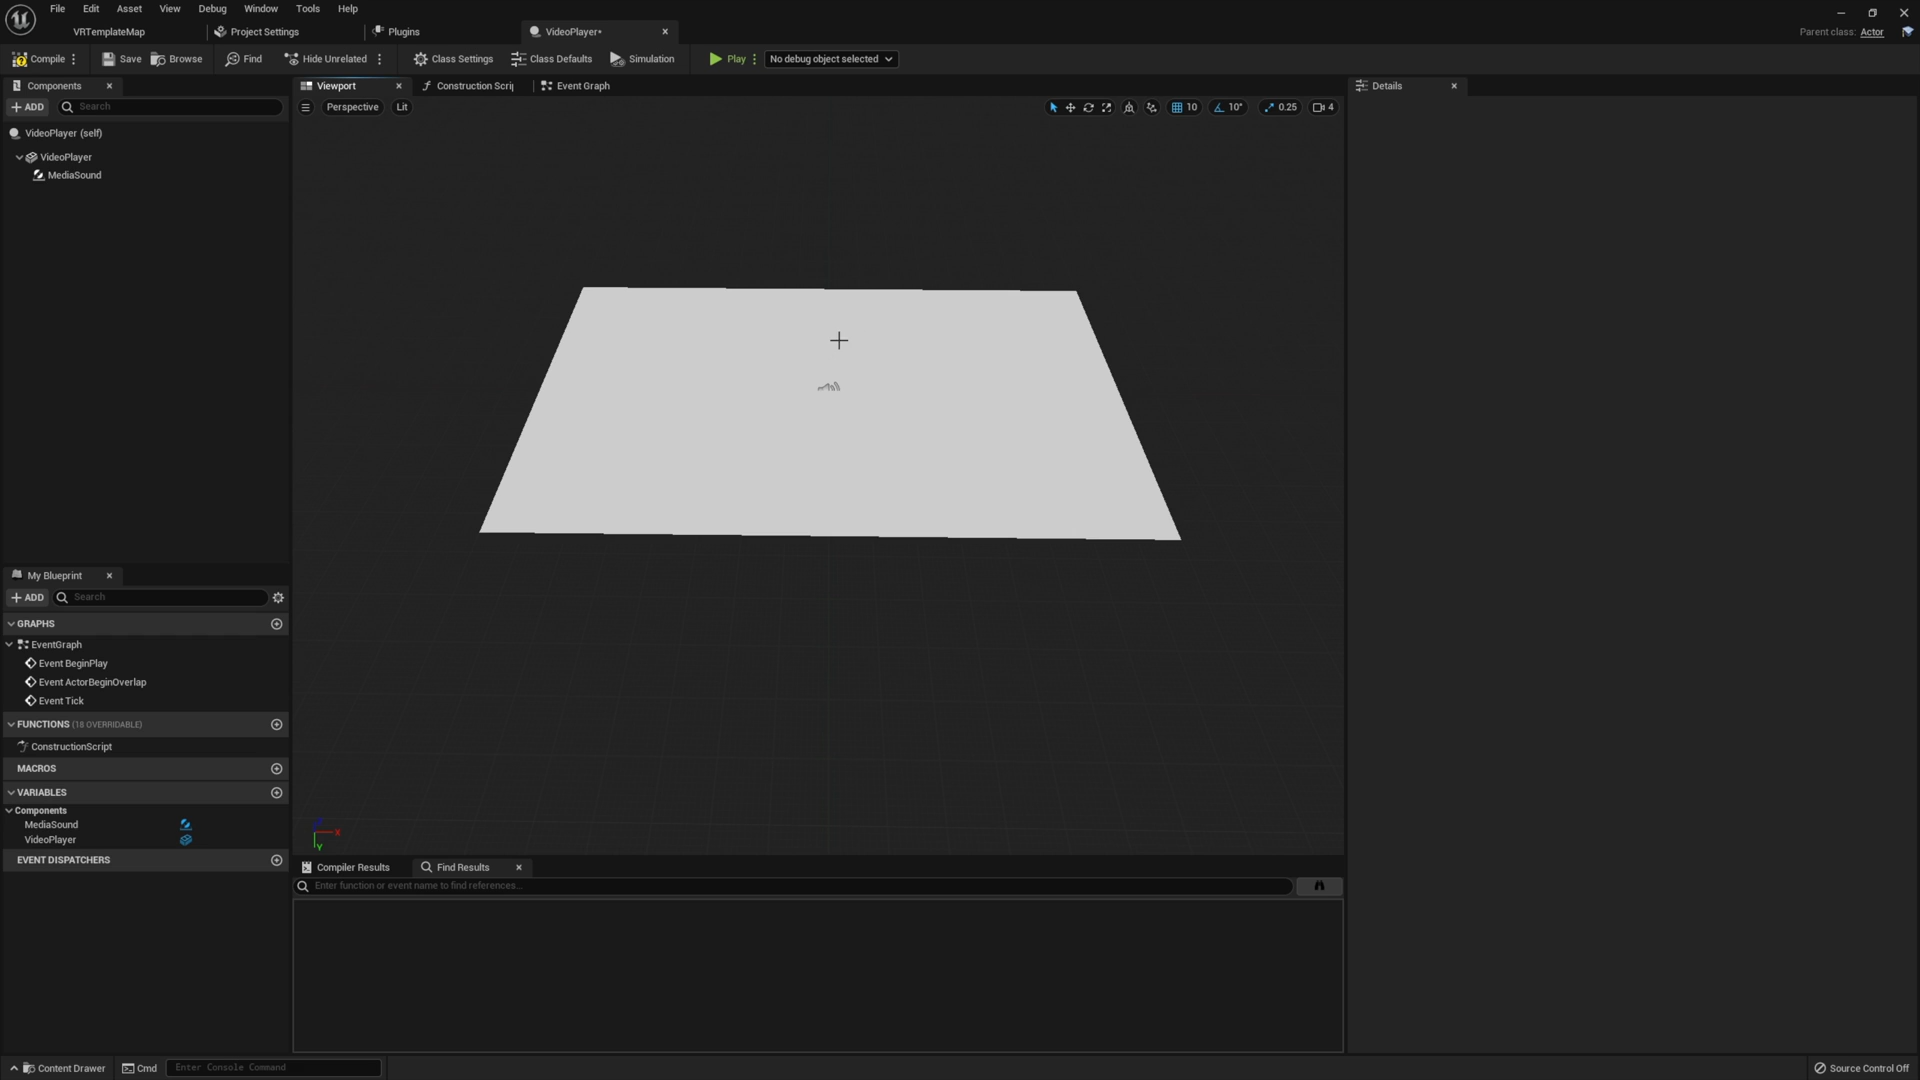 File Edit Asset View Debug Window Tools Help
VRTemplateMap Project Settings Plugins VideoPlayer• Parent class: Actor
Compile Save Browse Find Hide Unrelated Class Settings Class Defaults Simulation Play No debug object selected
Components
ADD Search
VideoPlayer (self)
VideoPlayer
MediaSound
Viewport Construction Scrip Event Graph
Perspective Lit 10 10° 0.25 4
X
Y
Details
My Blueprint
ADD Search
GRAPHS
EventGraph
Event BeginPlay
Event ActorBeginOverlap
Event Tick
FUNCTIONS (18 OVERRIDABLE)
ConstructionScript
MACROS
VARIABLES
Components
MediaSound
VideoPlayer
EVENT DISPATCHERS
Compiler Results Find Results
Enter function or event name to find references...
Content Drawer Cmd Enter Console Command Source Control Off